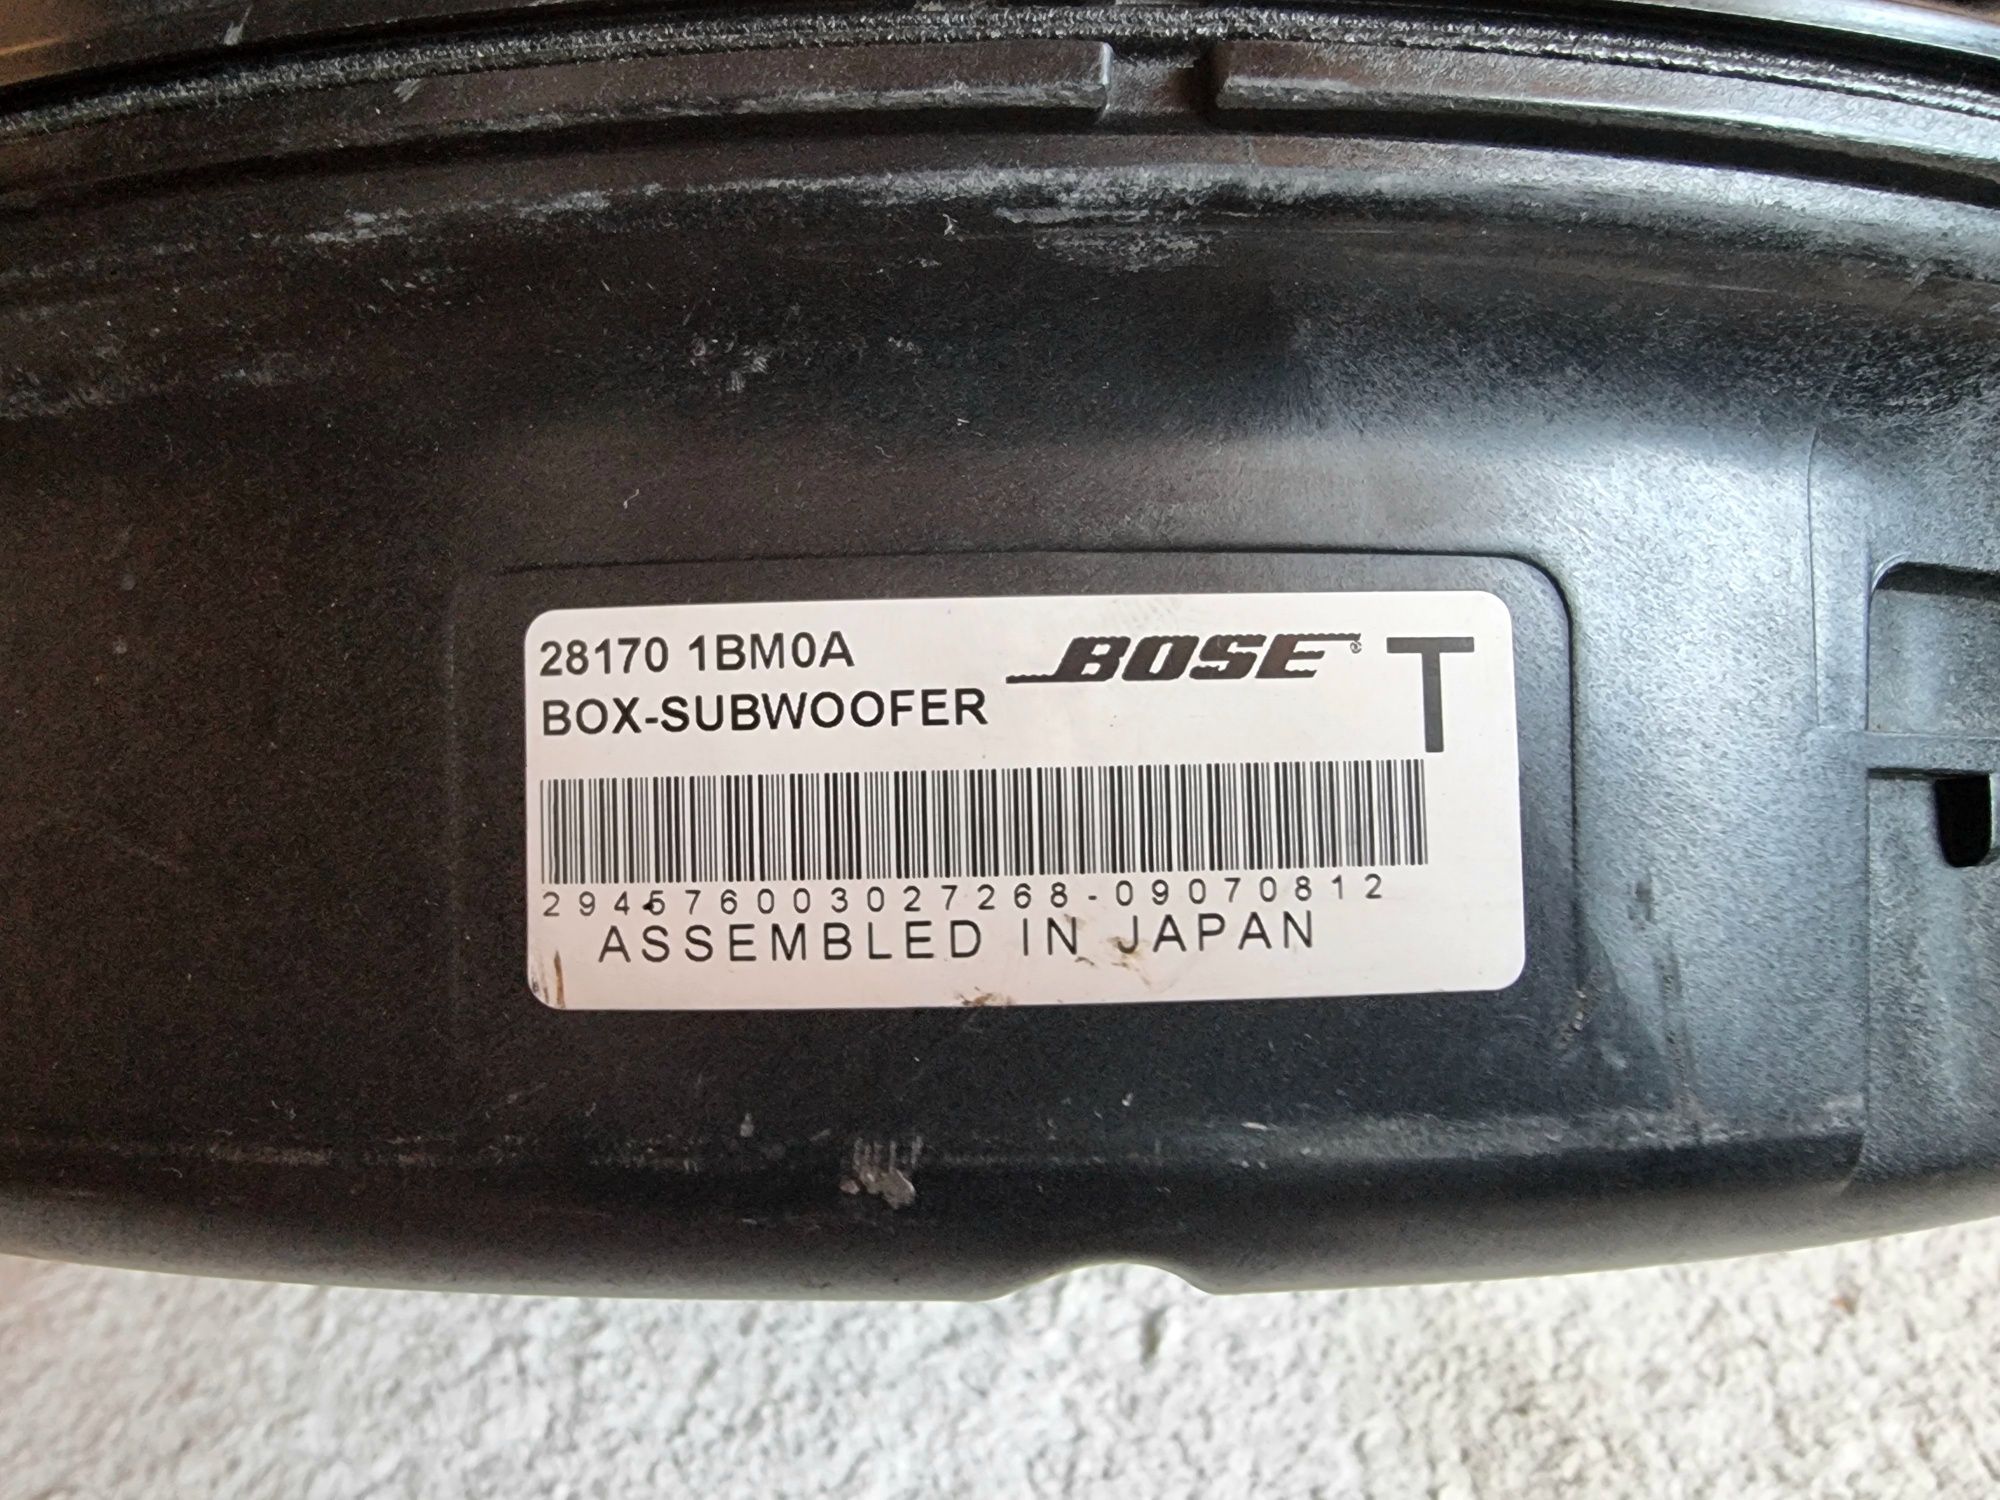 28170 1BM0A
BOX-SUBWOOFER
BOSE®
T
294576003027268-09070812
ASSEMBLED IN JAPAN